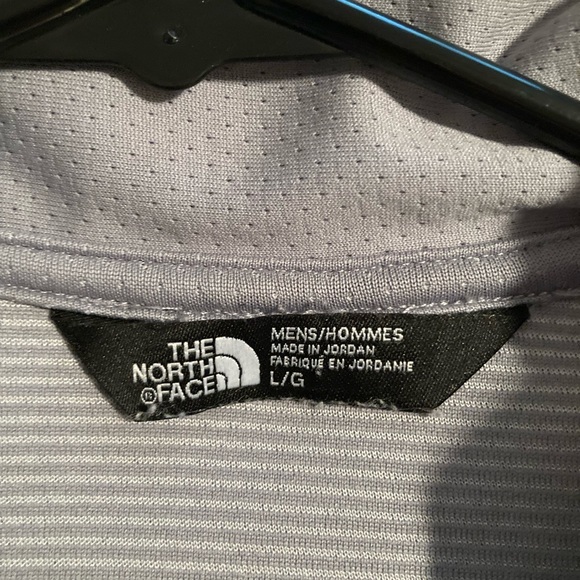 THE
NORTH
FACE
MENS/HOMMES
MADE IN JORDAN
FABRIQUE EN JORDANIE
L/G